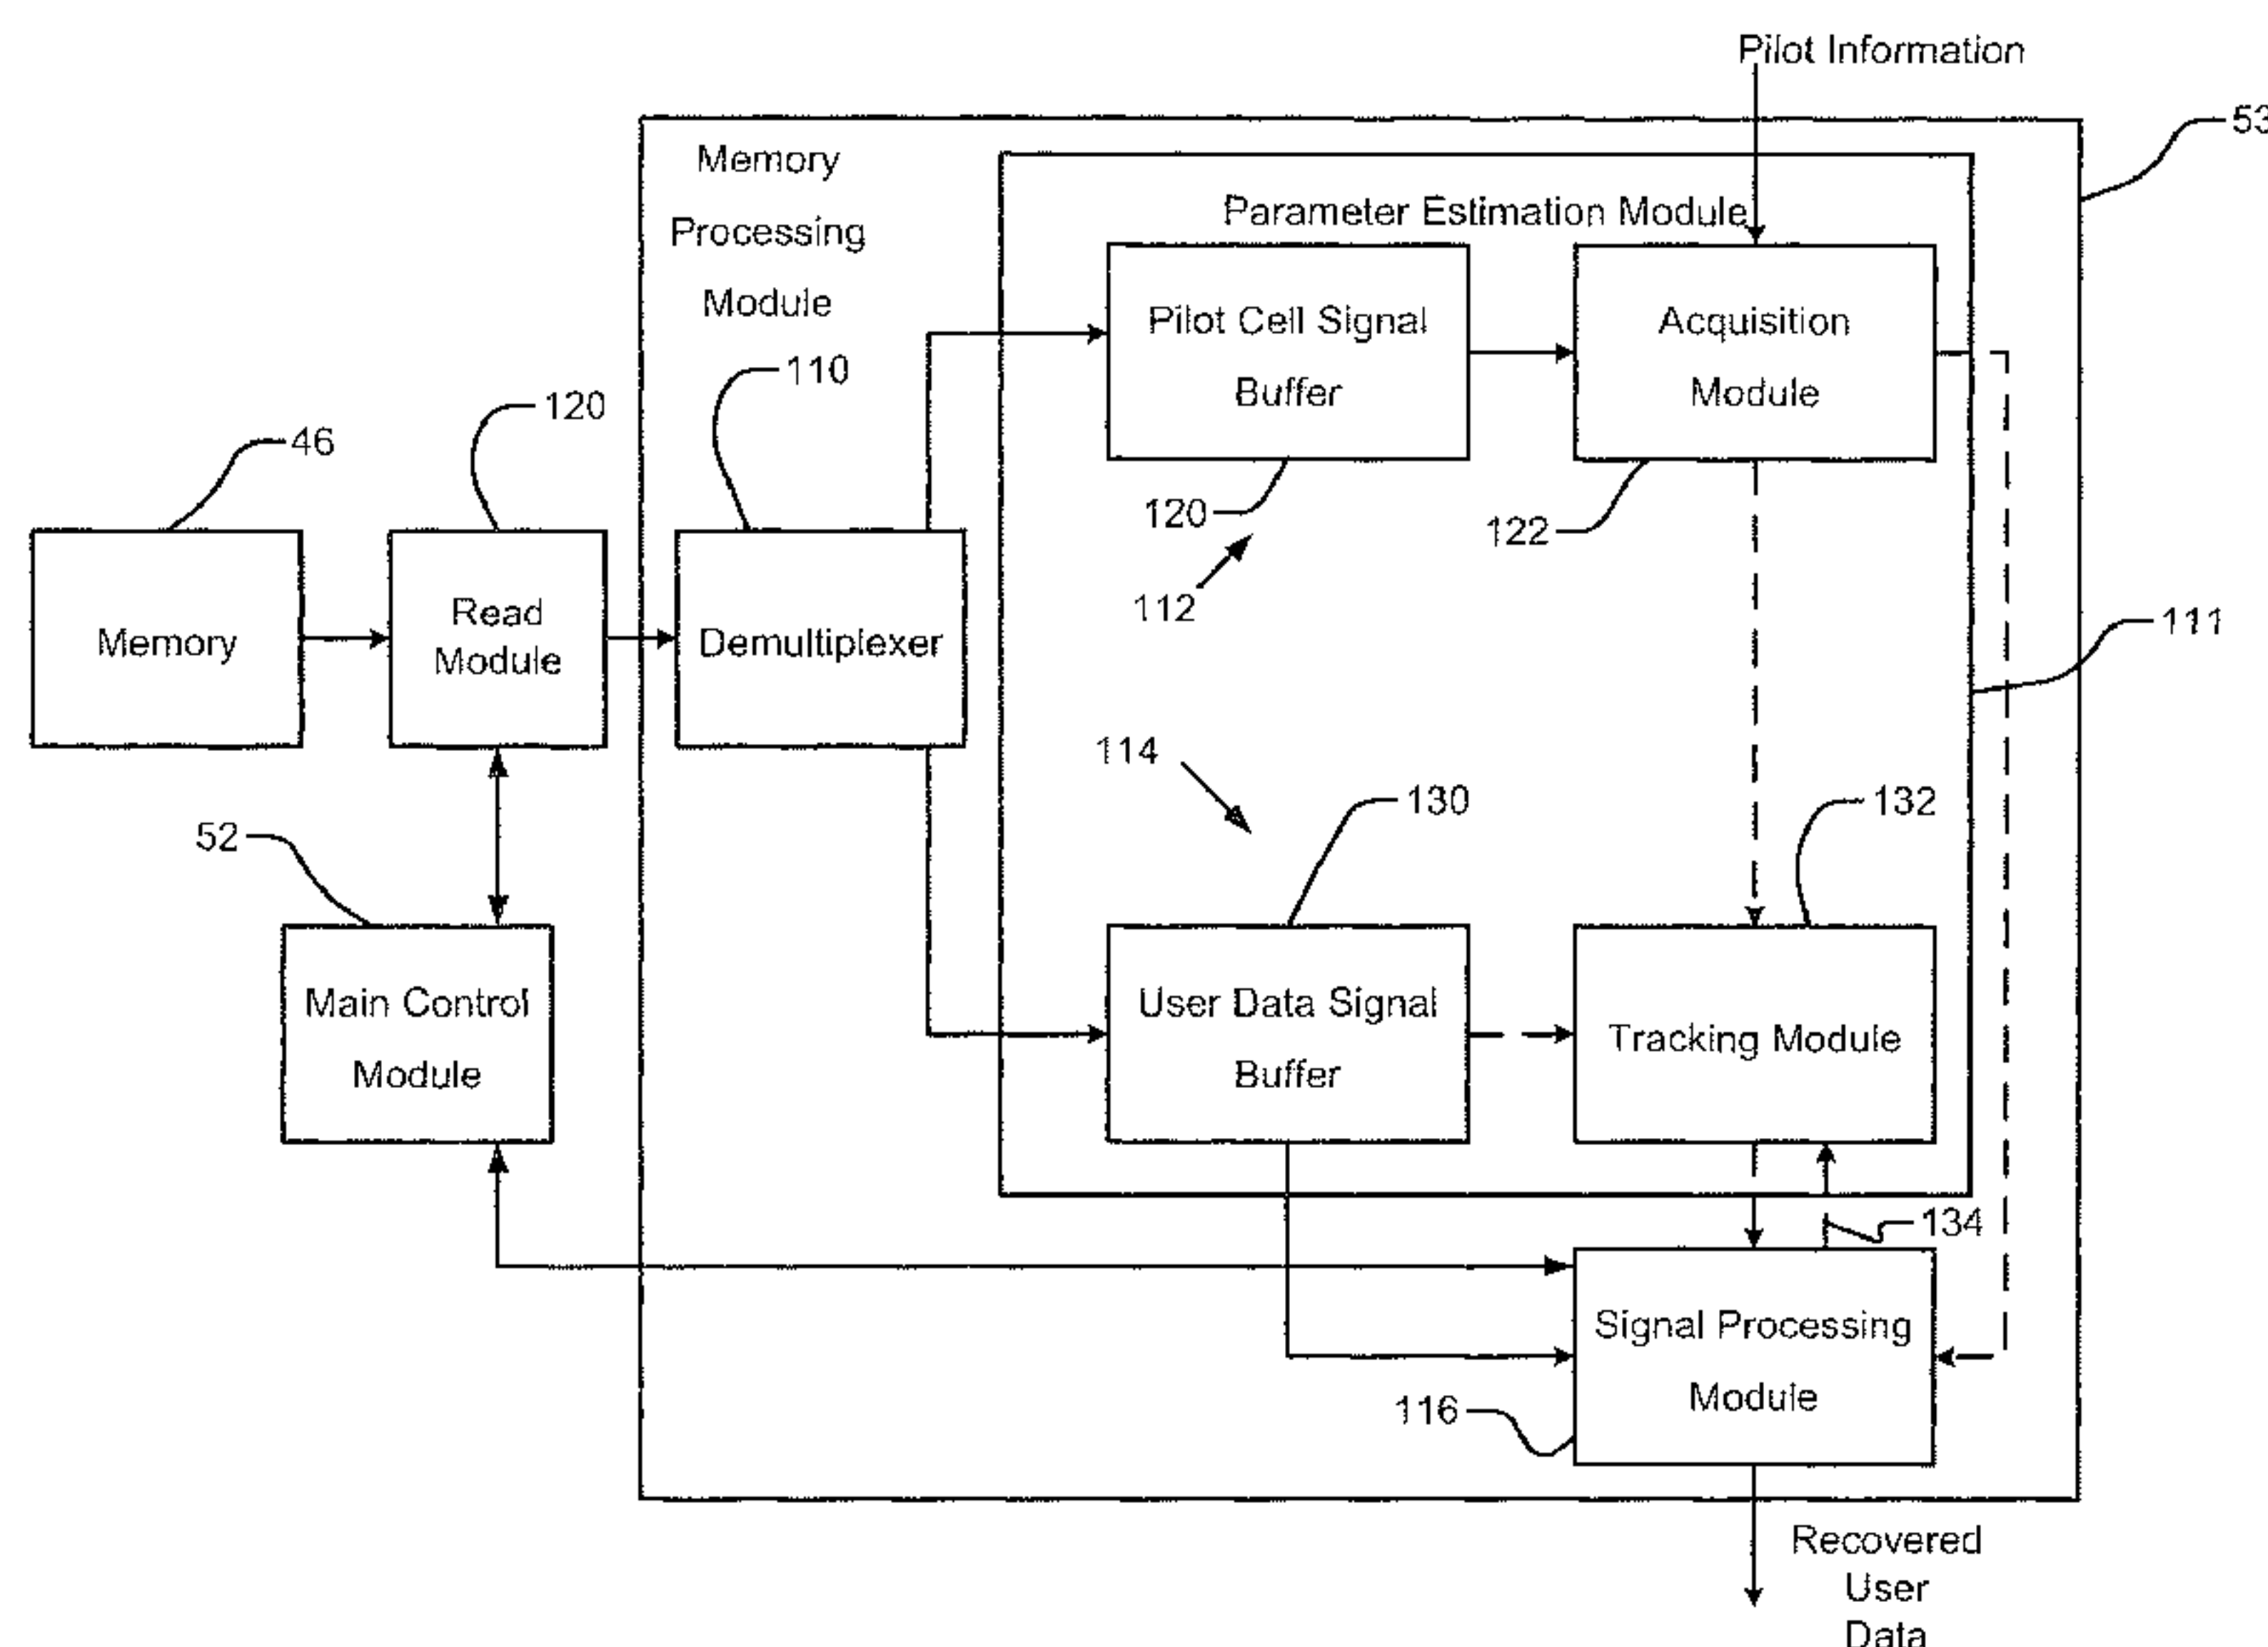 Pilot Information
53
Memory
Processing
Module
Parameter Estimation Module
Pilot Cell Signal
Buffer
Acquisition
Module
110
120
46
120
122
112
111
Memory
Read
Module
Demultiplexer
114
130
132
52
Main Control
Module
User Data Signal
Buffer
Tracking Module
134
Signal Processing
Module
116
Recovered
User
Data